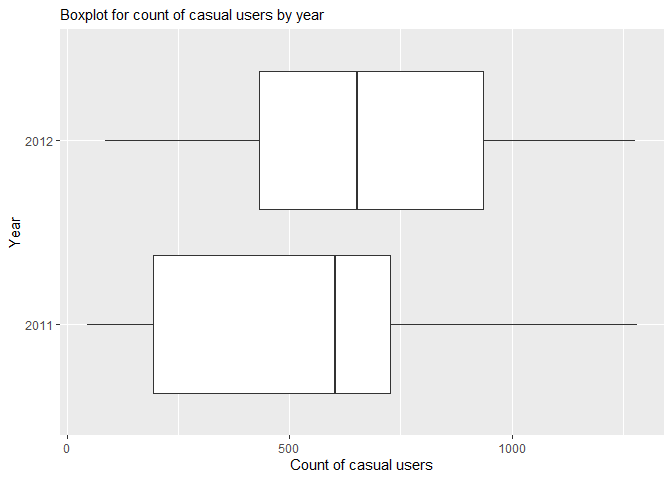 Boxplot for count of casual users by year
2012
2011
Year
0
500
1000
Count of casual users